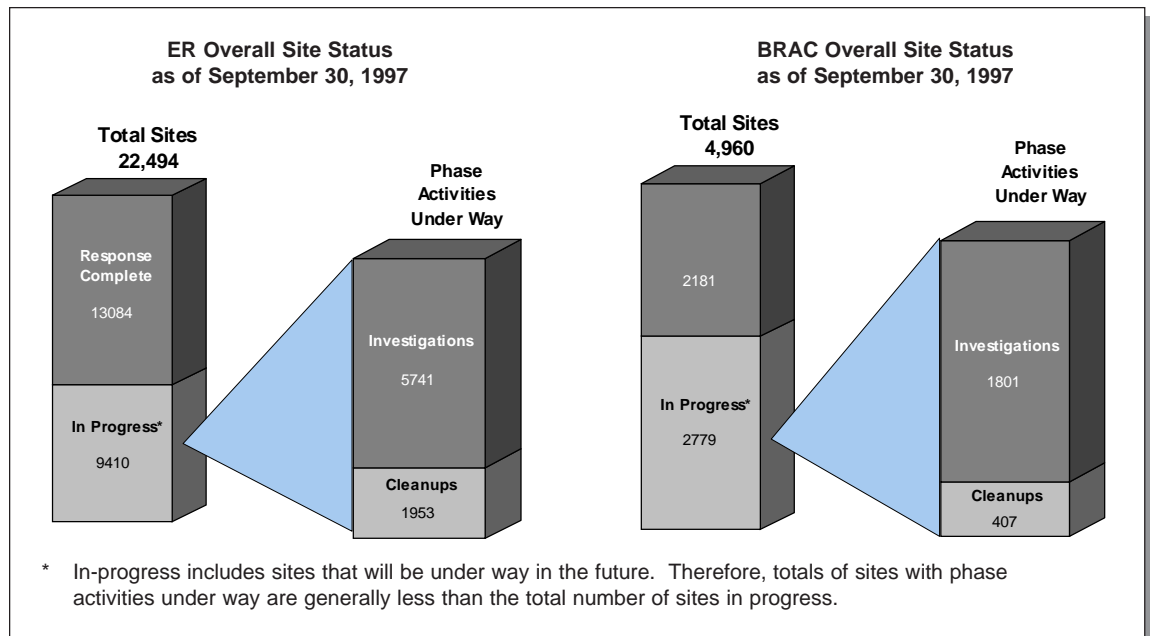 ER Overall Site Status
as of September 30, 1997
Total Sites
22,494
Phase
Activities
Under Way
Response
Complete
13084
In Progress*
9410
Investigations
5741
Cleanups
1953
BRAC Overall Site Status
as of September 30, 1997
Total Sites
4,960
Phase
Activities
Under Way
2181
In Progress*
2779
Investigations
1801
Cleanups
407
* In-progress includes sites that will be under way in the future. Therefore, totals of sites with phase
activities under way are generally less than the total number of sites in progress.